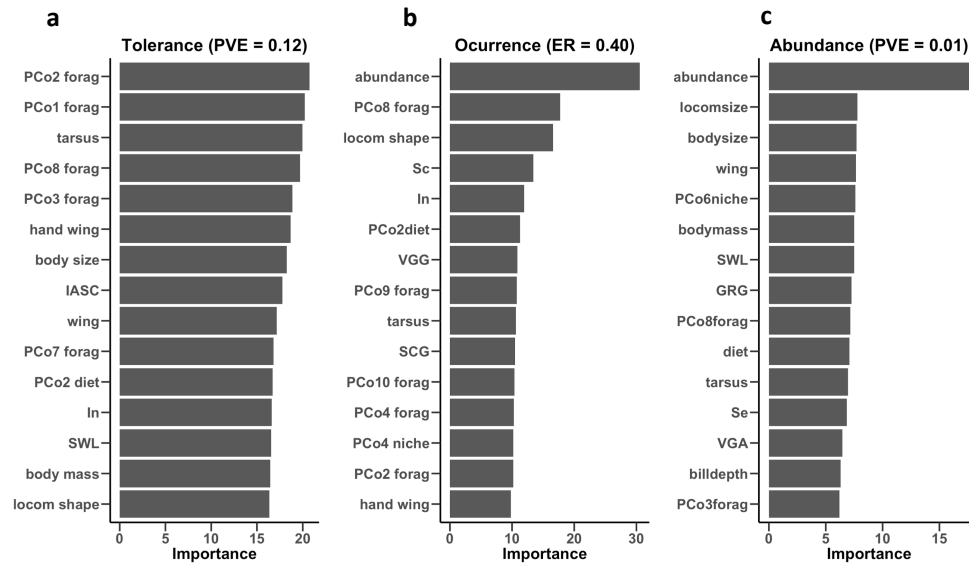 a
Tolerance (PVE = 0.12)
PCo2 forag
PCo1 forag
tarsus
PCo8 forag
PCo3 forag
hand wing
body size
IASC
wing
PCo7 forag
PCo2 diet
In
SWL
body mass
locom shape
0 5 10 15 20
Importance
b
Ocurrence (ER = 0.40)
abundance
PCo8 forag
locom shape
Sc
In
PCo2diet
VGG
PCo9 forag
tarsus
SCG
PCo10 forag
PCo4 forag
PCo4 niche
PCo2 forag
hand wing
0 10 20 30
Importance
c
Abundance (PVE = 0.01)
abundance
locomsize
bodysize
wing
PCo6niche
bodymass
SWL
GRG
PCo8forag
diet
tarsus
Se
VGA
billdepth
PCo3forag
0 5 10 15
Importance